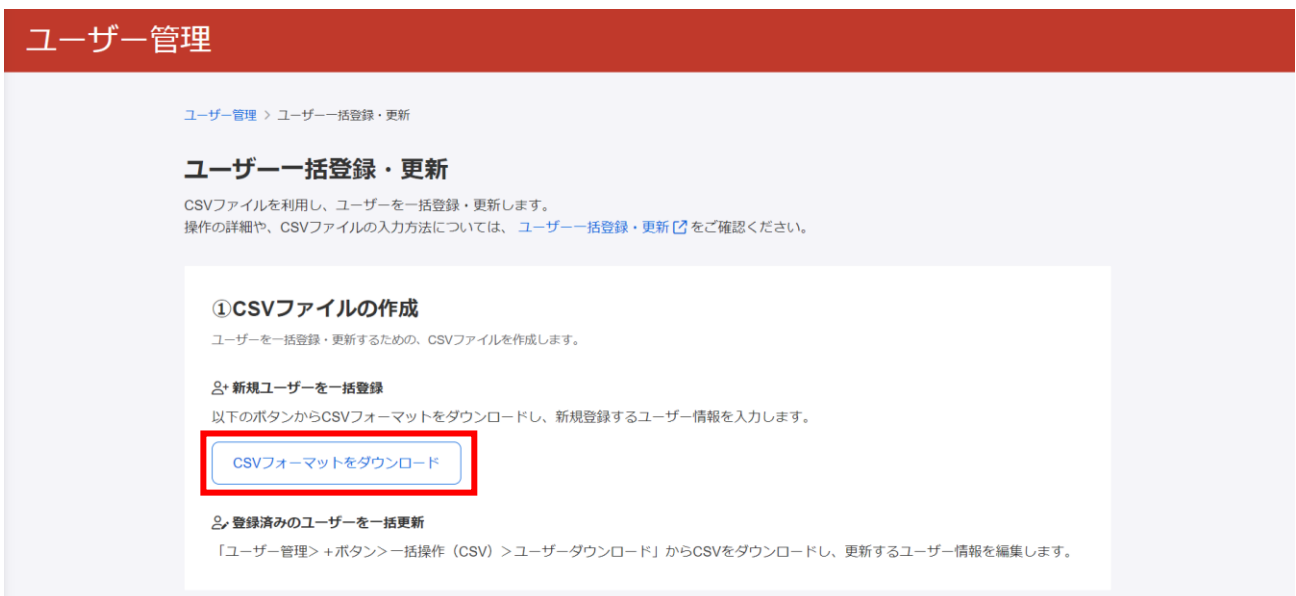 ユーザー管理
ユーザー管理 > ユーザー一括登録・更新
ユーザー一括登録・更新
CSVファイルを利用し、ユーザーを一括登録・更新します。
操作の詳細や、CSVファイルの入力方法については、 ユーザー一括登録・更新 をご確認ください。
①CSVファイルの作成
ユーザーを一括登録・更新するための、CSVファイルを作成します。
新規ユーザーを一括登録
以下のボタンからCSVフォーマットをダウンロードし、新規登録するユーザー情報を入力します。
CSVフォーマットをダウンロード
登録済みのユーザーを一括更新
「ユーザー管理>+ボタン>一括操作（CSV）>ユーザーダウンロード」からCSVをダウンロードし、更新するユーザー情報を編集します。